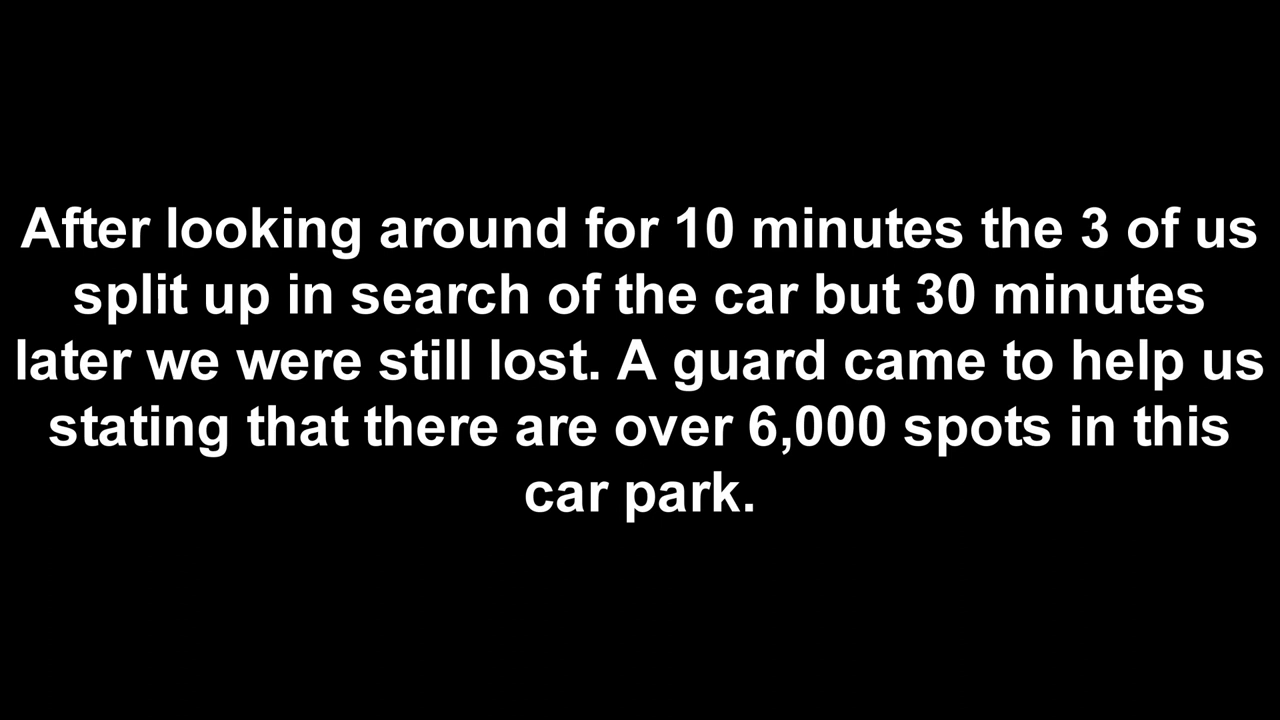 After looking around for 10 minutes the 3 of us
split up in search of the car but 30 minutes
later we were still lost. A guard came to help us
stating that there are over 6,000 spots in this
car park.